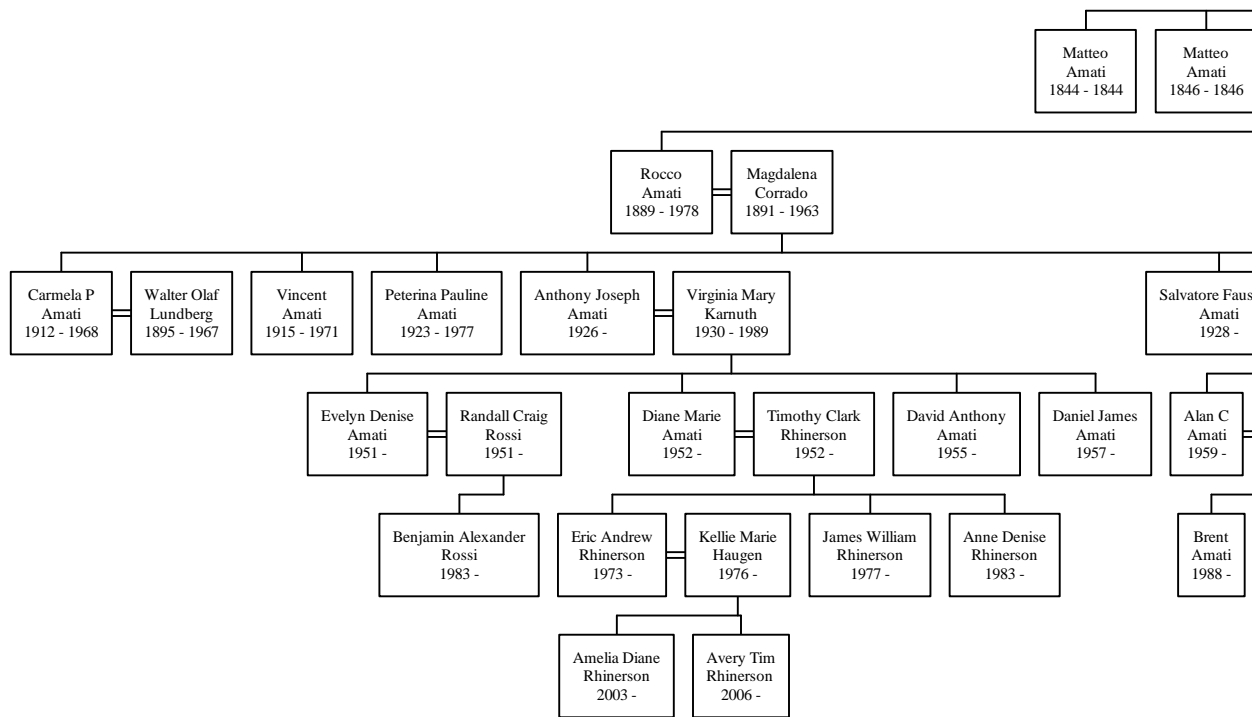 Matteo
Amati
1844 - 1844
Matteo
Amati
1846 - 1846
Rocco
Amati
1889 - 1978
Magdalena
Corrado
1891 - 1963
Carmela P
Amati
1912 - 1968
Walter Olaf
Lundberg
1895 - 1967
Vincent
Amati
1915 - 1971
Peterina Pauline
Amati
1923 - 1977
Anthony Joseph
Amati
1926 -
Virginia Mary
Karnuth
1930 - 1989
Salvatore Faus
Amati
1928 -
Evelyn Denise
Amati
1951 -
Randall Craig
Rossi
1951 -
Diane Marie
Amati
1952 -
Timothy Clark
Rhinerson
1952 -
David Anthony
Amati
1955 -
Daniel James
Amati
1957 -
Alan C
Amati
1959 -
Benjamin Alexander
Rossi
1983 -
Eric Andrew
Rhinerson
1973 -
Kellie Marie
Haugen
1976 -
James William
Rhinerson
1977 -
Anne Denise
Rhinerson
1983 -
Brent
Amati
1988 -
Amelia Diane
Rhinerson
2003 -
Avery Tim
Rhinerson
2006 -